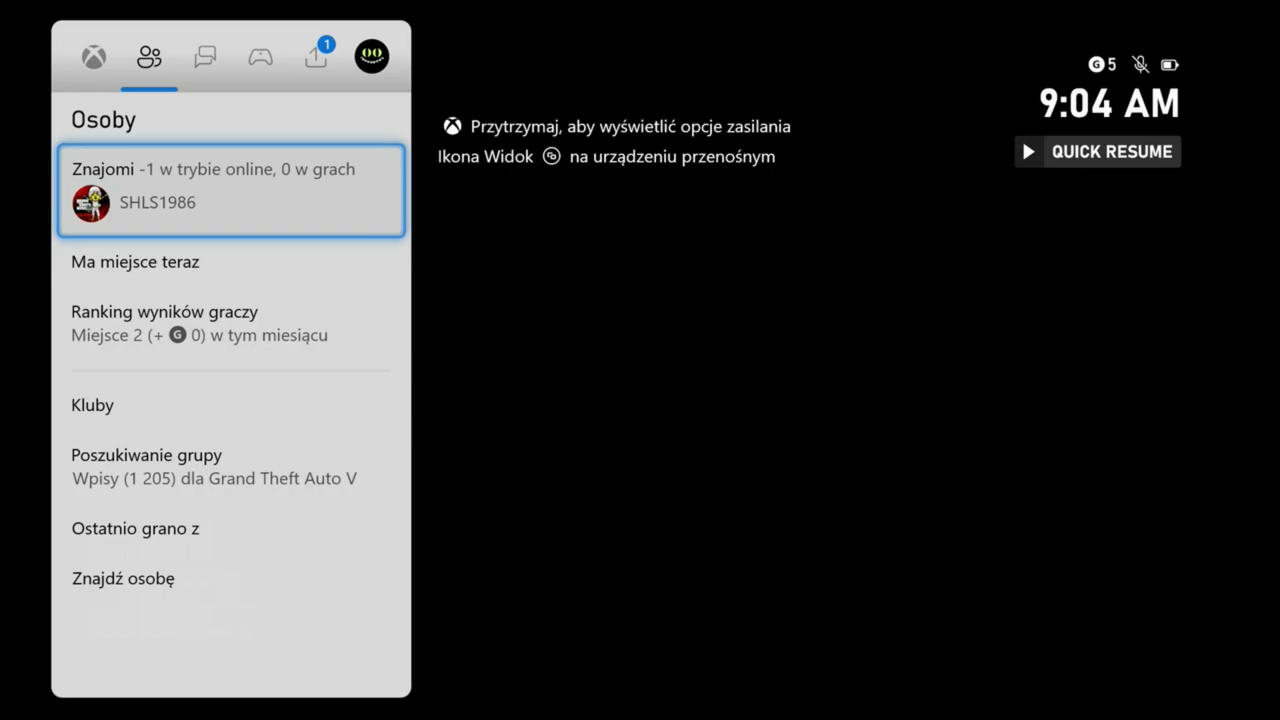 1
Osoby
Znajomi -1 w trybie online, 0 w grach
SHLS1986
Ma miejsce teraz
Ranking wyników graczy
Miejsce 2 (+ G 0) w tym miesiącu
Kluby
Poszukiwanie grupy
Wpisy (1 205) dla Grand Theft Auto V
Ostatnio grano z
Znajdź osobę
Przytrzymaj, aby wyświetlić opcje zasilania
Ikona Widok na urządzeniu przenośnym
G 5
9:04 AM
QUICK RESUME